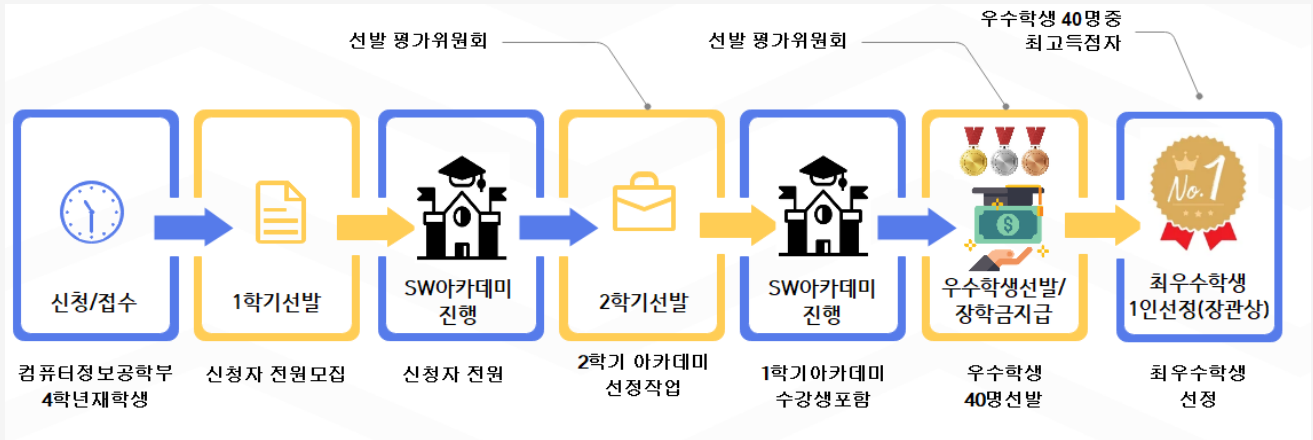 선발 평가위원회
선발 평가위원회
우수학생 40명중
최고득점자
신청/접수
1학기선발
SW아카데미
진행
2학기선발
SW아카데미
진행
우수학생선발/
장학금지급
No.1
최우수학생
1인선정(장관상)
컴퓨터정보공학부
4학년재학생
신청자 전원모집
신청자 전원
2학기 아카데미
선정작업
1학기아카데미
수강생포함
우수학생
40명선발
최우수학생
선정